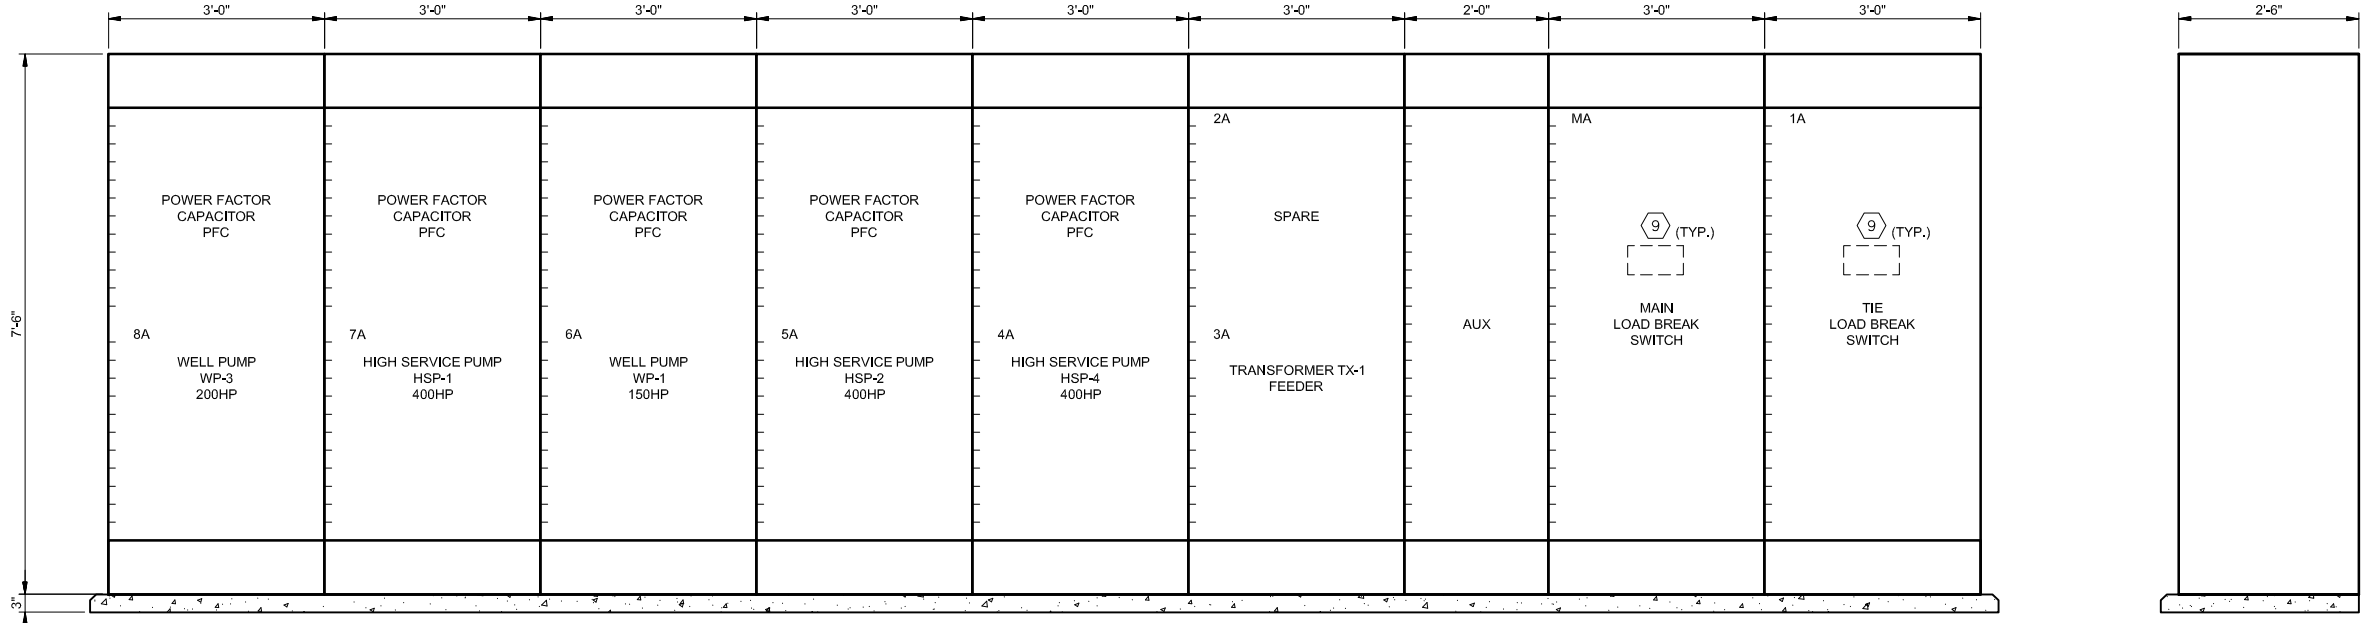 3'-0"
3'-0"
3'-0"
3'-0"
3'-0"
3'-0"
2'-0"
3'-0"
3'-0"
2'-6"
7'-6"
3"
POWER FACTOR
CAPACITOR
PFC
8A
WELL PUMP
WP-3
200HP
POWER FACTOR
CAPACITOR
PFC
7A
HIGH SERVICE PUMP
HSP-1
400HP
POWER FACTOR
CAPACITOR
PFC
6A
WELL PUMP
WP-1
150HP
POWER FACTOR
CAPACITOR
PFC
5A
HIGH SERVICE PUMP
HSP-2
400HP
POWER FACTOR
CAPACITOR
PFC
4A
HIGH SERVICE PUMP
HSP-4
400HP
2A
SPARE
3A
TRANSFORMER TX-1
FEEDER
AUX
MA
9 (TYP.)
MAIN
LOAD BREAK
SWITCH
1A
9 (TYP.)
TIE
LOAD BREAK
SWITCH